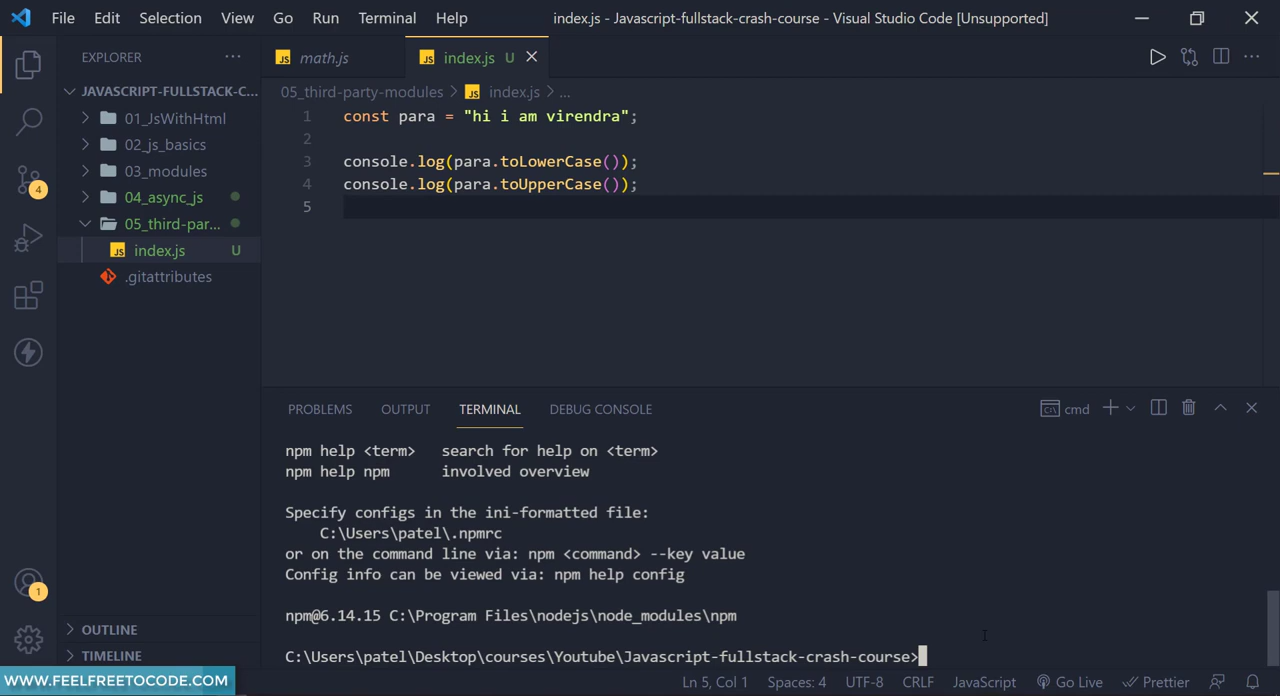 File Edit Selection View Go Run Terminal Help index.js - Javascript-fullstack-crash-course - Visual Studio Code [Unsupported]
EXPLORER ···
JS math.js JS index.js U
JAVASCRIPT-FULLSTACK-C...
01_JsWithHtml
02_js_basics
03_modules
04_async_js
05_third-par...
JS index.js U
.gitattributes
OUTLINE
TIMELINE
4
1
05_third-party-modules > JS index.js > ...
1 const para = "hi i am virendra";
2
3 console.log(para.toLowerCase());
4 console.log(para.toUpperCase());
5
PROBLEMS OUTPUT TERMINAL DEBUG CONSOLE cmd
npm help <term> search for help on <term>
npm help npm involved overview
Specify configs in the ini-formatted file:
C:\Users\patel\.npmrc
or on the command line via: npm <command> --key value
Config info can be viewed via: npm help config
npm@6.14.15 C:\Program Files\nodejs\node_modules\npm
C:\Users\patel\Desktop\courses\Youtube\Javascript-fullstack-crash-course>
WWW.FEELFREETOCODE.COM
Ln 5, Col 1 Spaces: 4 UTF-8 CRLF JavaScript Go Live Prettier